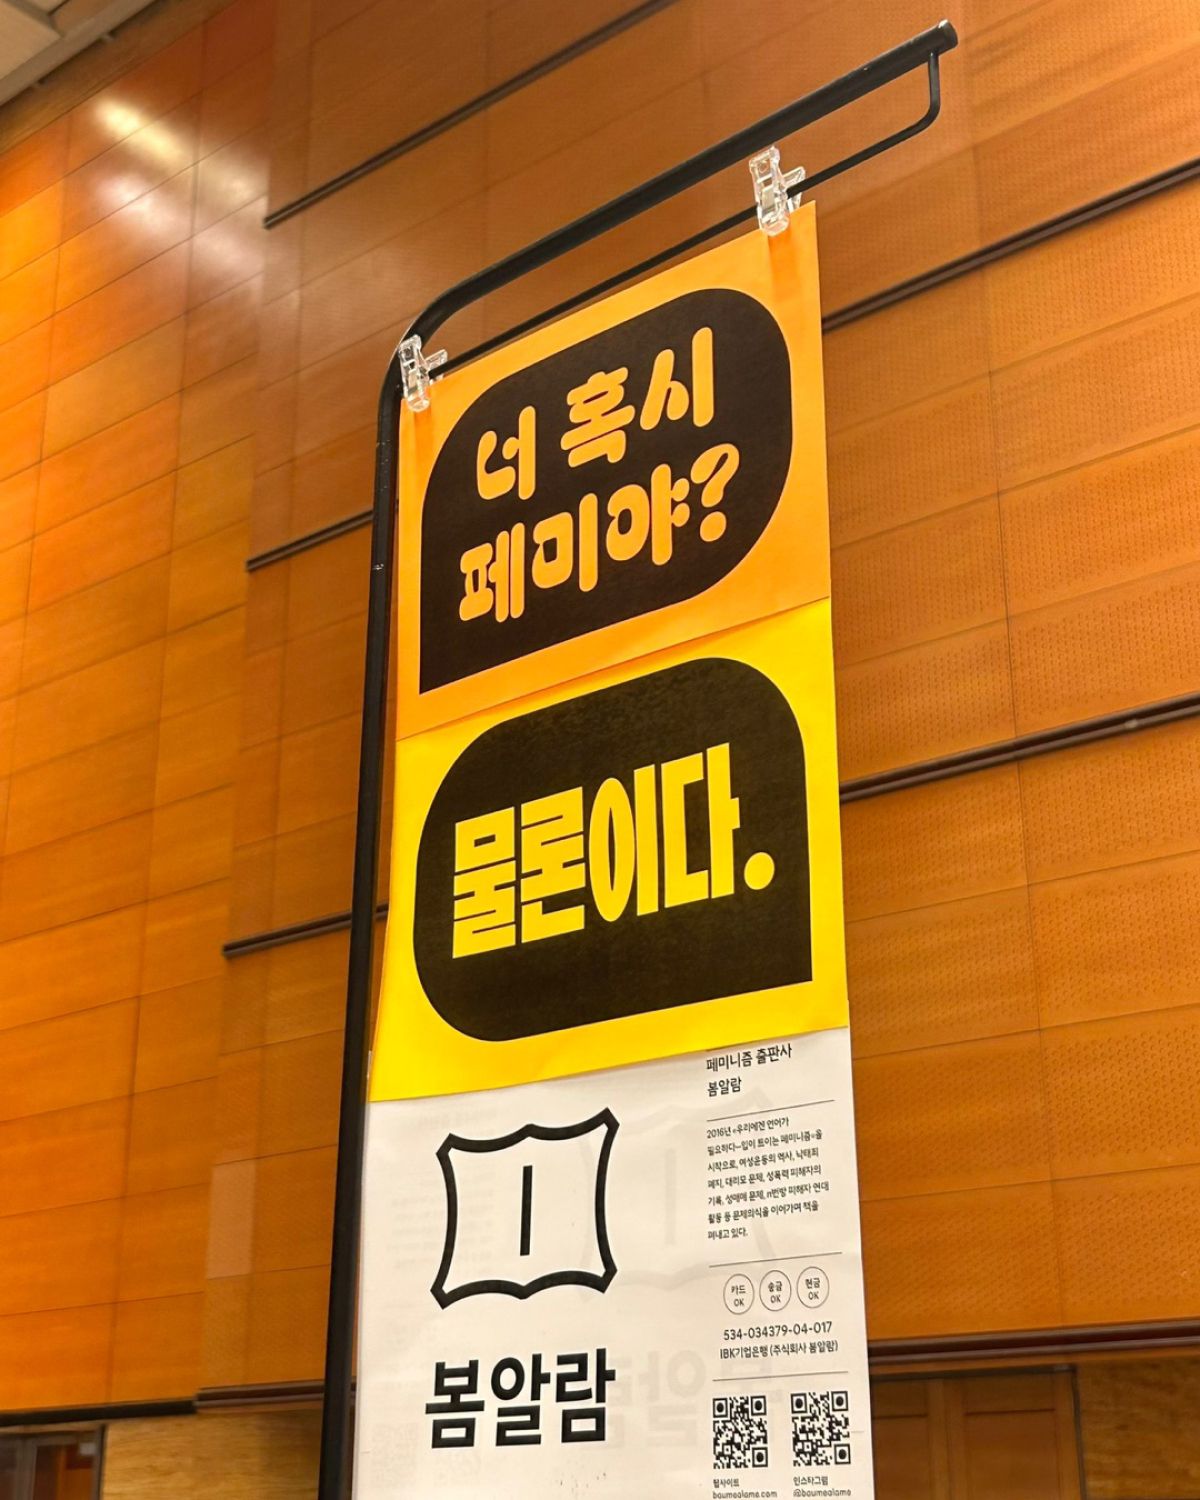 너 혹시
페미야?
물론이다.
페미니즘 출판사
봄알람
2016년 <우리에겐 언어가
필요하다—입이 트이는 페미니즘>을
시작으로, 여성운동의 역사, 낙태죄
폐지, 대리모 문제, 성폭력 피해자의
기록, 성매매 문제, n번방 피해자 연대
활동 등 문제의식을 이어가며 책을
펴내고 있다.
카드
OK
송금
OK
현금
OK
534-034379-04-017
IBK기업은행 (주식회사 봄알람)
봄알람
웹사이트
baumealame.com
인스타그램
@baumealame